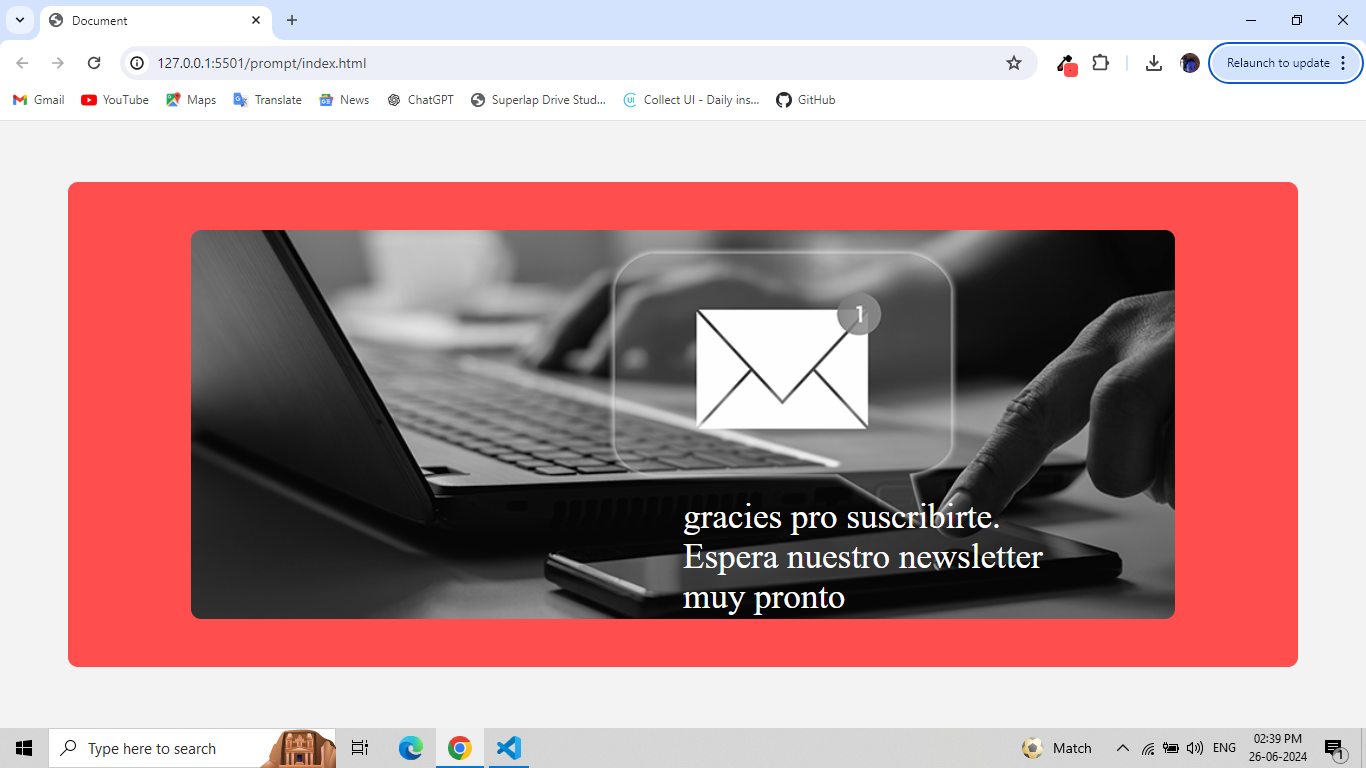 Document
127.0.0.1:5501/prompt/index.html
Relaunch to update
Gmail
YouTube
Maps
Translate
News
ChatGPT
Superlap Drive Stud...
Collect UI - Daily ins...
GitHub
1
gracies pro suscribirte.
Espera nuestro newsletter
muy pronto
Type here to search
Match
ENG
02:39 PM
26-06-2024
1